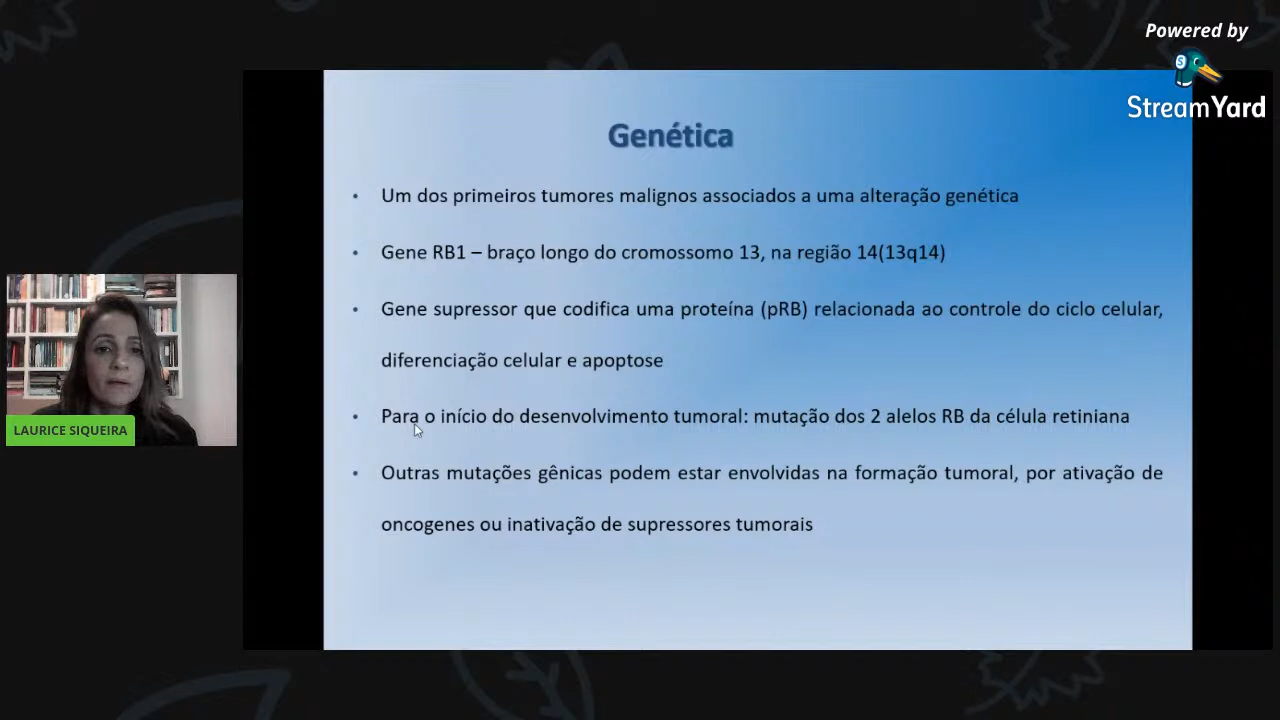 Powered by
StreamYard
Genética
• Um dos primeiros tumores malignos associados a uma alteração genética
• Gene RB1 – braço longo do cromossomo 13, na região 14(13q14)
• Gene supressor que codifica uma proteína (pRB) relacionada ao controle do ciclo celular,
diferenciação celular e apoptose
• Para o início do desenvolvimento tumoral: mutação dos 2 alelos RB da célula retiniana
• Outras mutações gênicas podem estar envolvidas na formação tumoral, por ativação de
oncogenes ou inativação de supressores tumorais
LAURICE SIQUEIRA